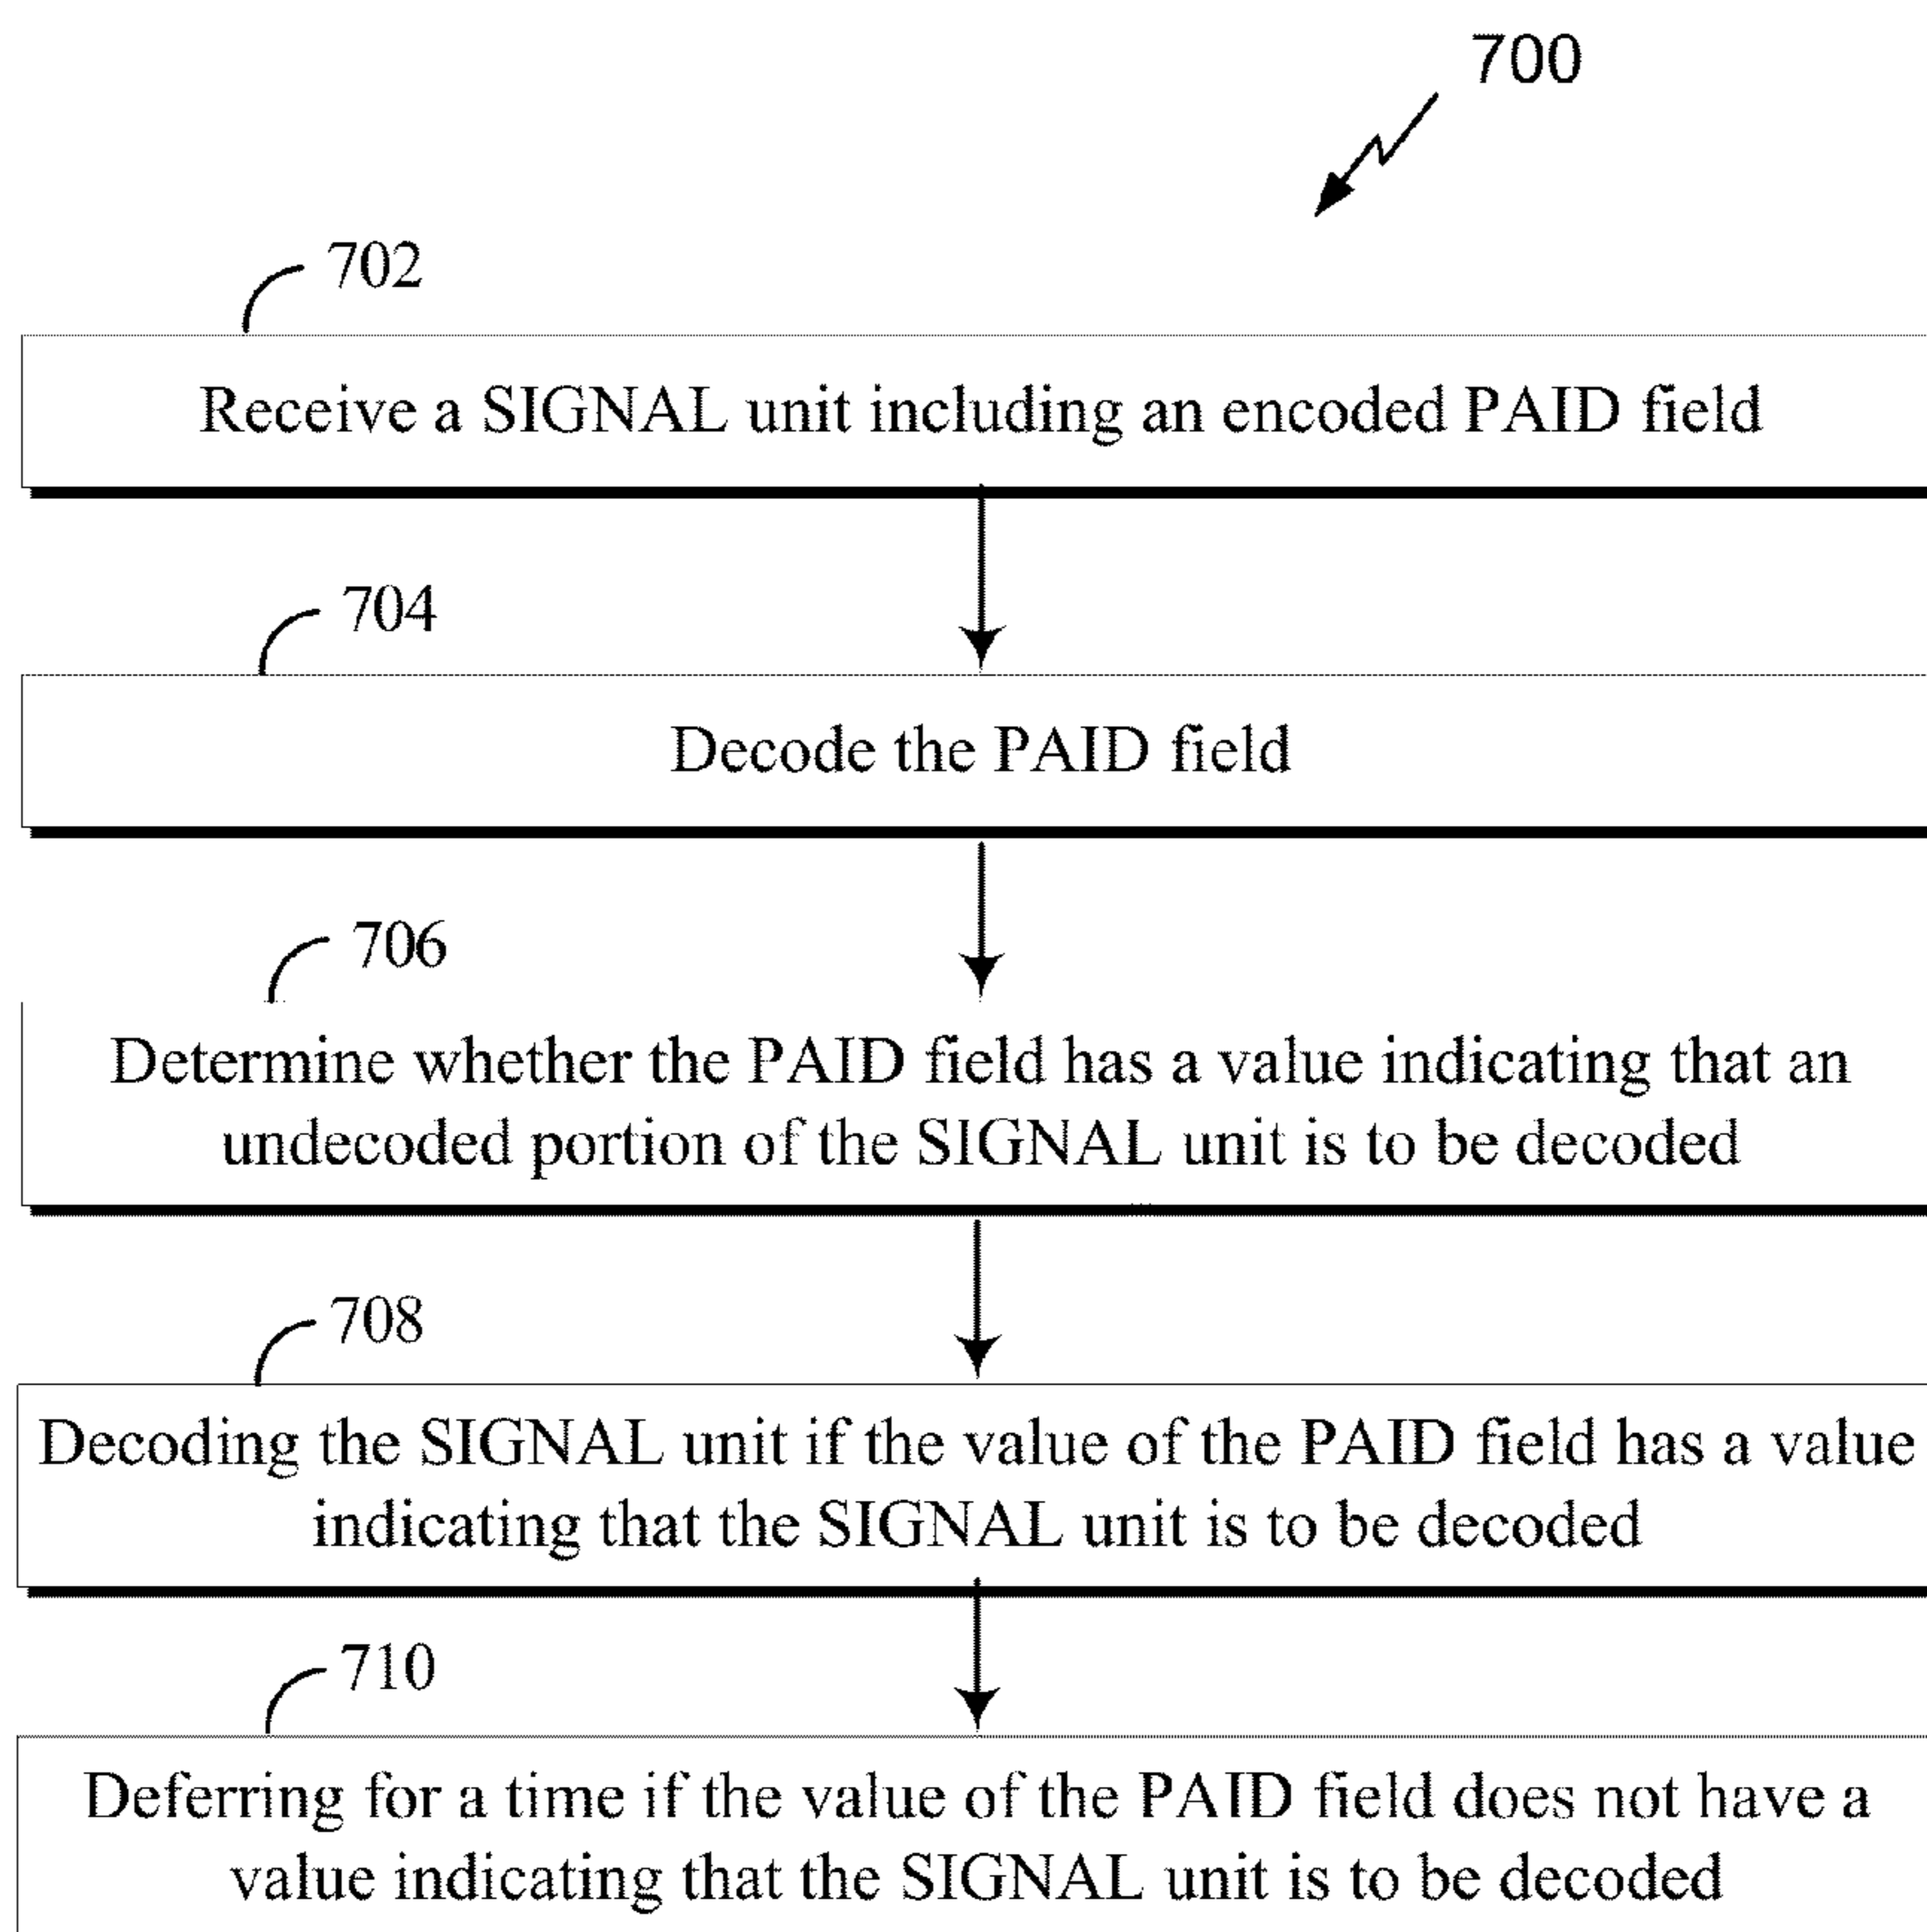 700
702
Receive a SIGNAL unit including an encoded PAID field
704
Decode the PAID field
706
Determine whether the PAID field has a value indicating that an
undecoded portion of the SIGNAL unit is to be decoded
708
Decoding the SIGNAL unit if the value of the PAID field has a value
indicating that the SIGNAL unit is to be decoded
710
Deferring for a time if the value of the PAID field does not have a
value indicating that the SIGNAL unit is to be decoded